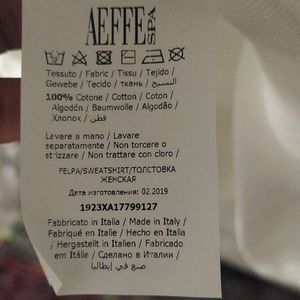 AEFFE SPA
Tessuto / Fabric / Tissu / Tejido /
Gewebe / Tecido / ткань / النسيج /
100% Cotone / Cotton / Coton /
Algodón / Baumwolle / Algodão /
Хлопок / قطن /
Lavare a mano / Lavare
separatamente / Non torcere o
strizzare / Non trattare con cloro /
FELPA/SWEATSHIRT/ТОЛСТОВКА
ЖЕНСКАЯ
Дата изготовления: 02.2019
1923XA17799127
Fabbricato in Italia / Made in Italy /
Fabriqué en Italie / Hecho en Italia
/ Hergestellt in Italien / Fabricado
em Itália / Сделано в Италии /
صنع في إيطاليا